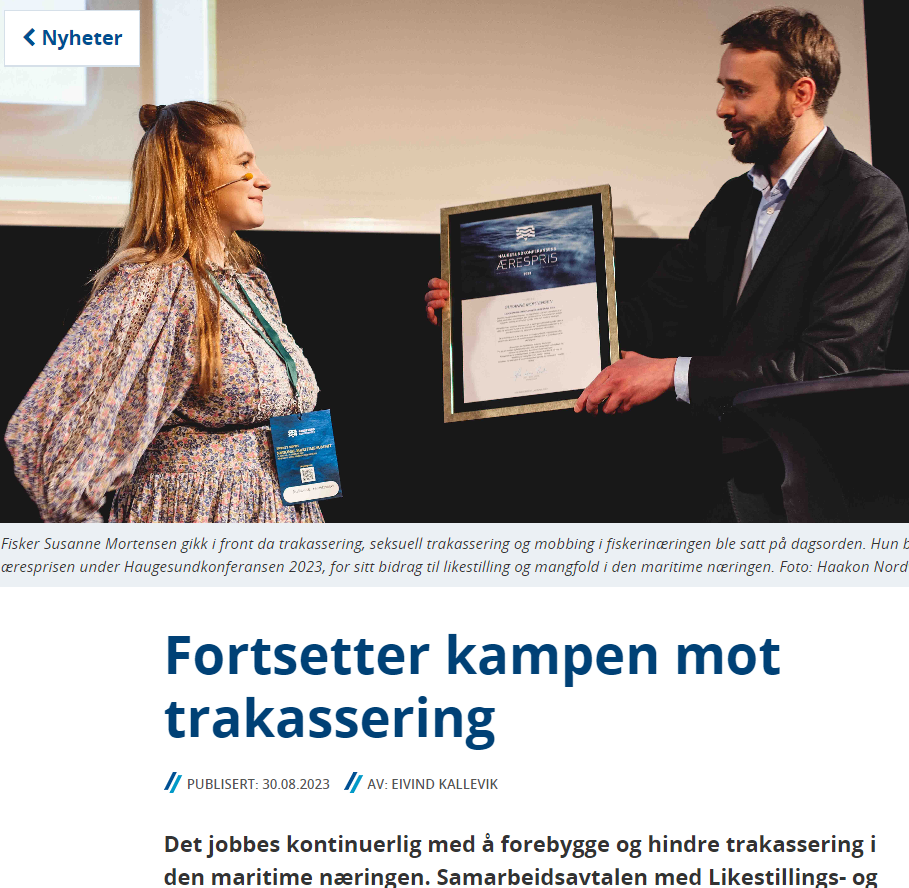 Nyheter
HAUGESUNDKONFERANSEN
ÆRESPRIS
Fisker Susanne Mortensen gikk i front da trakassering, seksuell trakassering og mobbing i fiskerinæringen ble satt på dagsorden. Hun b
æresprisen under Haugesundkonferansen 2023, for sitt bidrag til likestilling og mangfold i den maritime næringen. Foto: Haakon Nord
Fortsetter kampen mot
trakassering
PUBLISERT: 30.08.2023 AV: EIVIND KALLEVIK
Det jobbes kontinuerlig med å forebygge og hindre trakassering i
den maritime næringen. Samarbeidsavtalen med Likestillings- og